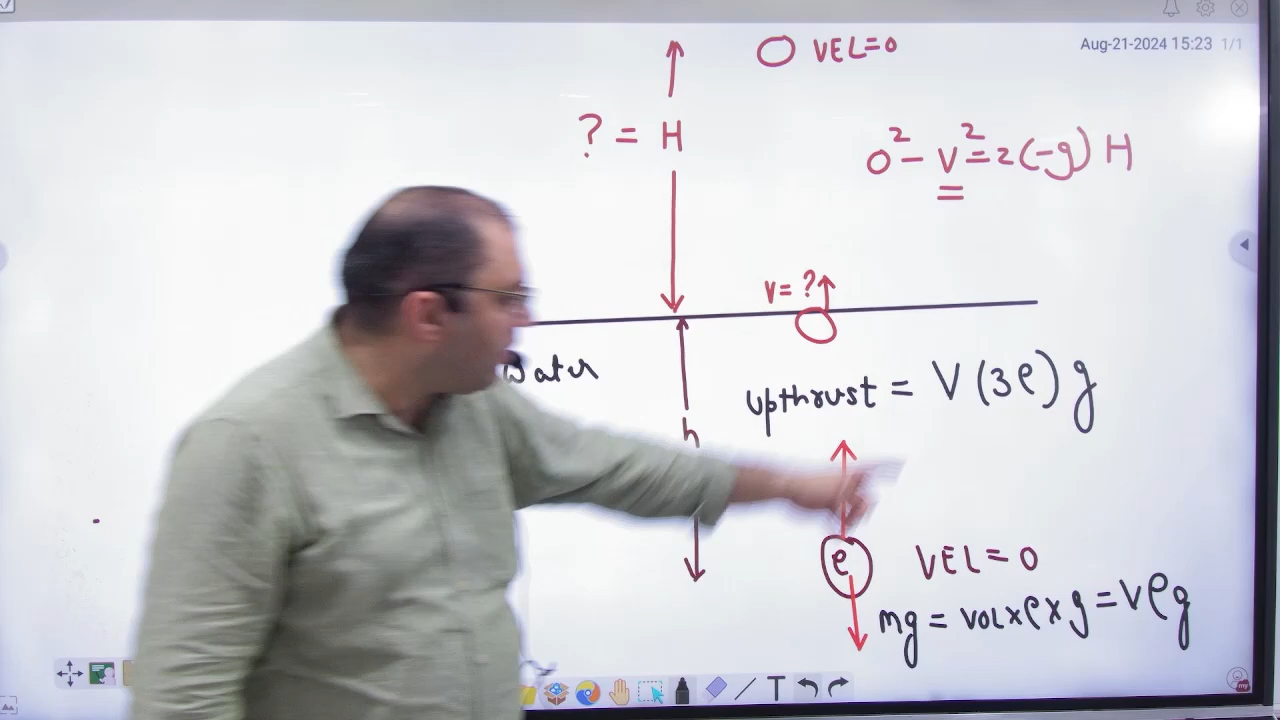 VEL=0
Aug-21-2024 15:23 1/1
? = H
0² - v² = 2(-g) H
v = ?
Water
upthrust = V(3ρ)g
h
ρ
VEL = 0
mg = VOL×ρ×g = Vρg
T